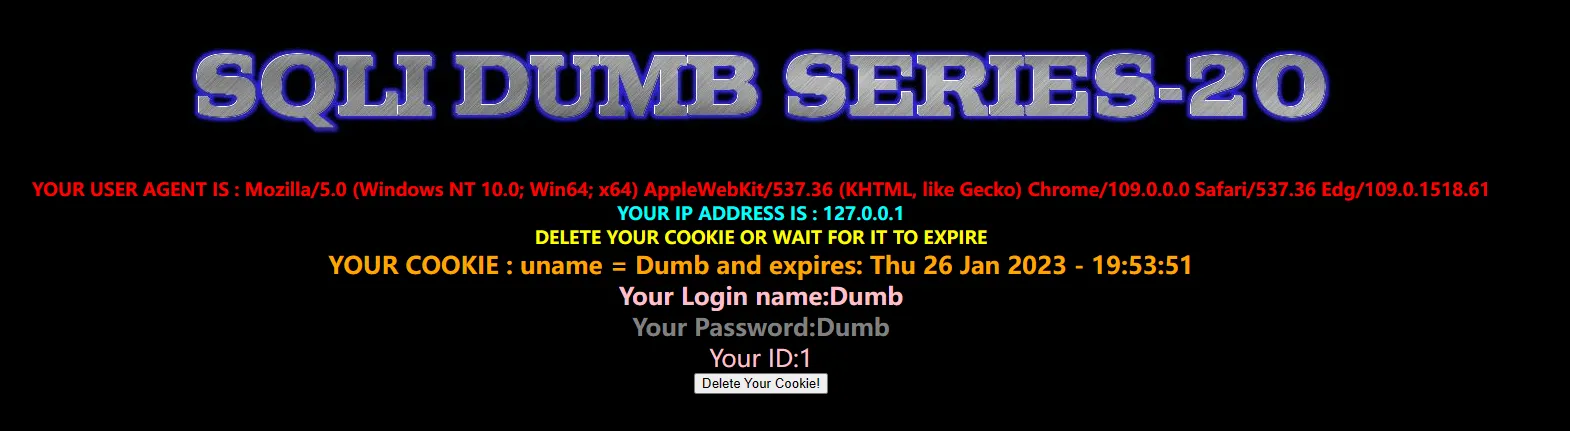 SQLI DUMB SERIES-20
YOUR USER AGENT IS : Mozilla/5.0 (Windows NT 10.0; Win64; x64) AppleWebKit/537.36 (KHTML, like Gecko) Chrome/109.0.0.0 Safari/537.36 Edg/109.0.1518.61
YOUR IP ADDRESS IS : 127.0.0.1
DELETE YOUR COOKIE OR WAIT FOR IT TO EXPIRE
YOUR COOKIE : uname = Dumb and expires: Thu 26 Jan 2023 - 19:53:51
Your Login name:Dumb
Your Password:Dumb
Your ID:1
Delete Your Cookie!